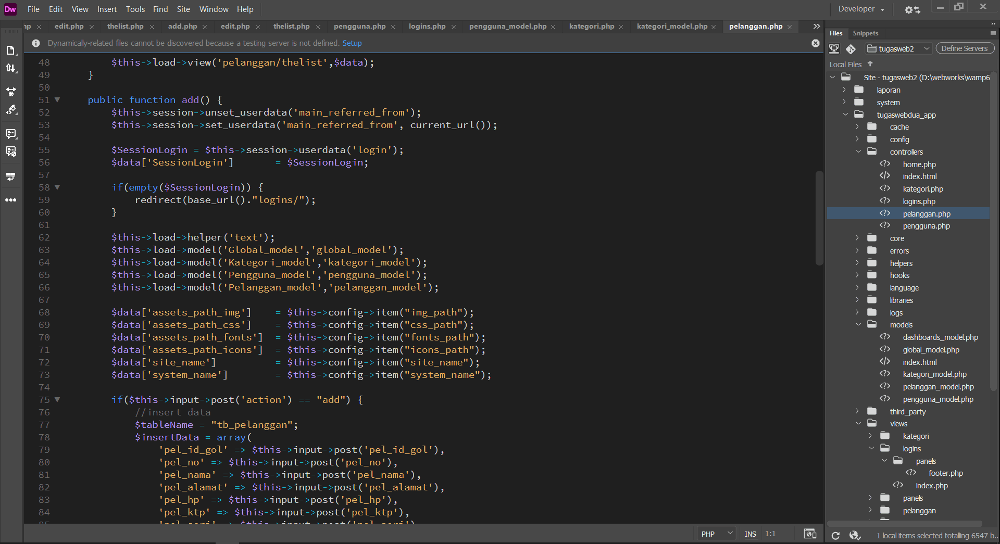 Dw File Edit View Insert Tools Find Site Window Help Developer
hp edit.php thelist.php add.php edit.php thelist.php pengguna.php logins.php pengguna_model.php kategori.php kategori_model.php pelanggan.php
Dynamically-related files cannot be discovered because a testing server is not defined. Setup
48 $this->load->view('pelanggan/thelist',$data);
49 }
50
51 public function add() {
52 $this->session->unset_userdata('main_referred_from');
53 $this->session->set_userdata('main_referred_from', current_url());
54
55 $SessionLogin = $this->session->userdata('login');
56 $data['SessionLogin'] = $SessionLogin;
57
58 if(empty($SessionLogin)) {
59 redirect(base_url()."logins/");
60 }
61
62 $this->load->helper('text');
63 $this->load->model('Global_model','global_model');
64 $this->load->model('Kategori_model','kategori_model');
65 $this->load->model('Pengguna_model','pengguna_model');
66 $this->load->model('Pelanggan_model','pelanggan_model');
67
68 $data['assets_path_img'] = $this->config->item("img_path");
69 $data['assets_path_css'] = $this->config->item("css_path");
70 $data['assets_path_fonts'] = $this->config->item("fonts_path");
71 $data['assets_path_icons'] = $this->config->item("icons_path");
72 $data['site_name'] = $this->config->item("site_name");
73 $data['system_name'] = $this->config->item("system_name");
74
75 if($this->input->post('action') == "add") {
76 //insert data
77 $tableName = "tb_pelanggan";
78 $insertData = array(
79 'pel_id_gol' => $this->input->post('pel_id_gol'),
80 'pel_no' => $this->input->post('pel_no'),
81 'pel_nama' => $this->input->post('pel_nama'),
82 'pel_alamat' => $this->input->post('pel_alamat'),
83 'pel_hp' => $this->input->post('pel_hp'),
84 'pel_ktp' => $this->input->post('pel_ktp'),
PHP INS 1:1
Files Snippets
tugasweb2 Define Servers
Local Files
Site - tugasweb2 (D:\webworks\wamp6
laporan
system
tugaswebdua_app
cache
config
controllers
home.php
index.html
kategori.php
logins.php
pelanggan.php
pengguna.php
core
errors
helpers
hooks
language
libraries
logs
models
dashboards_model.php
global_model.php
index.html
kategori_model.php
pelanggan_model.php
pengguna_model.php
third_party
views
kategori
logins
panels
footer.php
index.php
panels
pelanggan
1 local items selected totalling 6547 b..